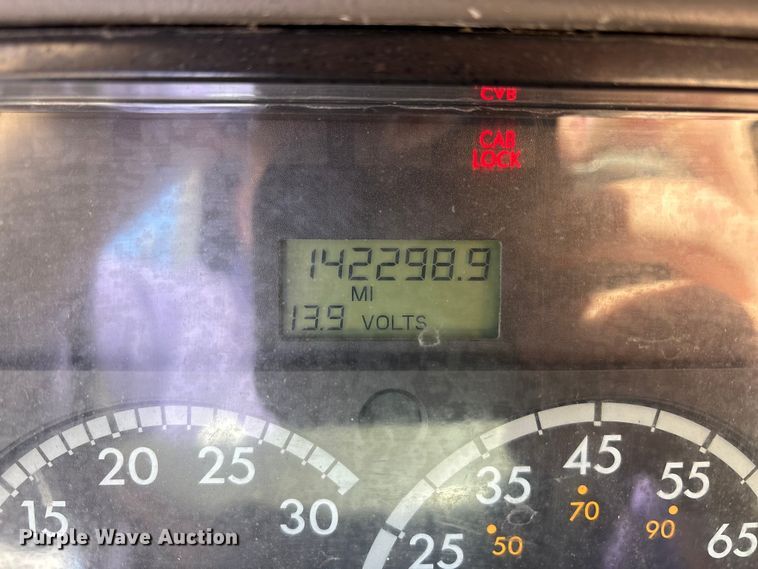 CAB
CAB
LOCK
142298.9
MI
13.9 VOLTS
15 20 25 30
25 35 45 55 65
50 70 90
Purple Wave Auction